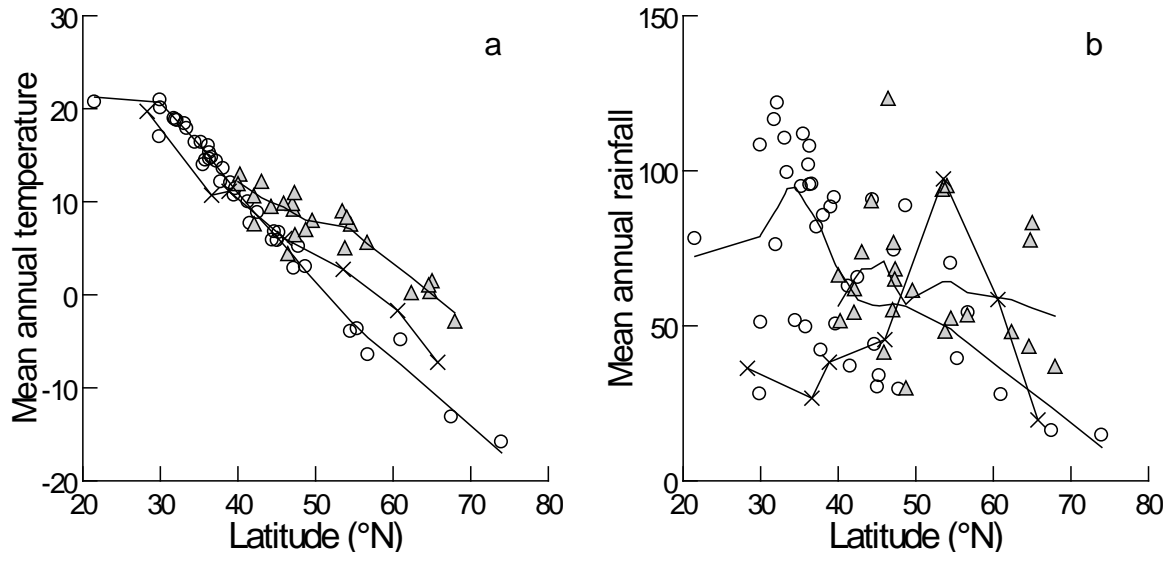 a
Mean annual temperature
30
20
10
0
-10
-20
20 30 40 50 60 70 80
Latitude (°N)
b
Mean annual rainfall
150
100
50
0
20 30 40 50 60 70 80
Latitude (°N)